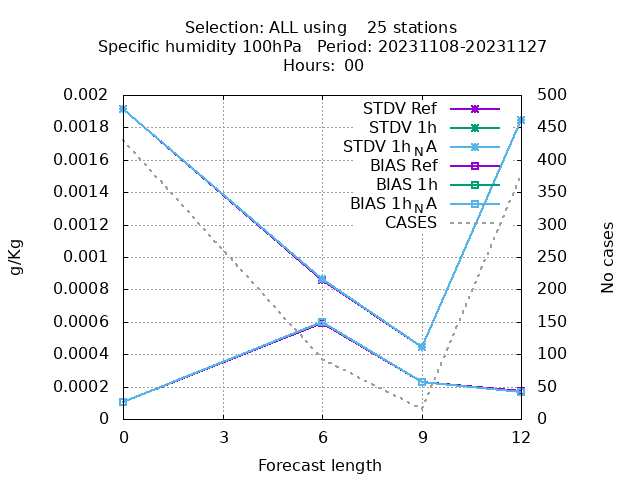 Selection: ALL using    25 stations
Specific humidity 100hPa   Period: 20231108-20231127
Hours:  00
0.002
0.0018
0.0016
0.0014
0.0012
0.001
0.0008
0.0006
0.0004
0.0002
0
500
450
400
350
300
250
200
150
100
50
0
STDV Ref
STDV 1h
STDV 1h_NA
BIAS Ref
BIAS 1h
BIAS 1h_NA
CASES
g/Kg
No cases
0
3
6
9
12
Forecast length